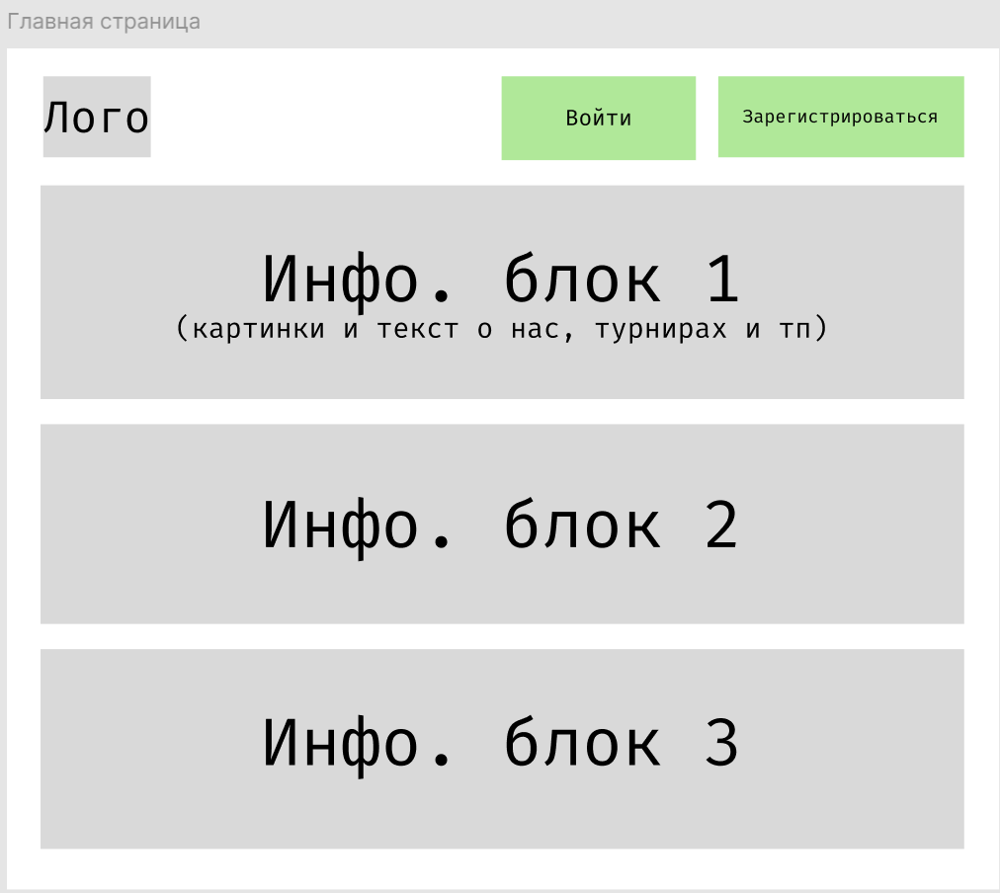 Главная страница
Лого
Войти
Зарегистрироваться
Инфо. блок 1
(картинки и текст о нас, турнирах и тп)
Инфо. блок 2
Инфо. блок 3